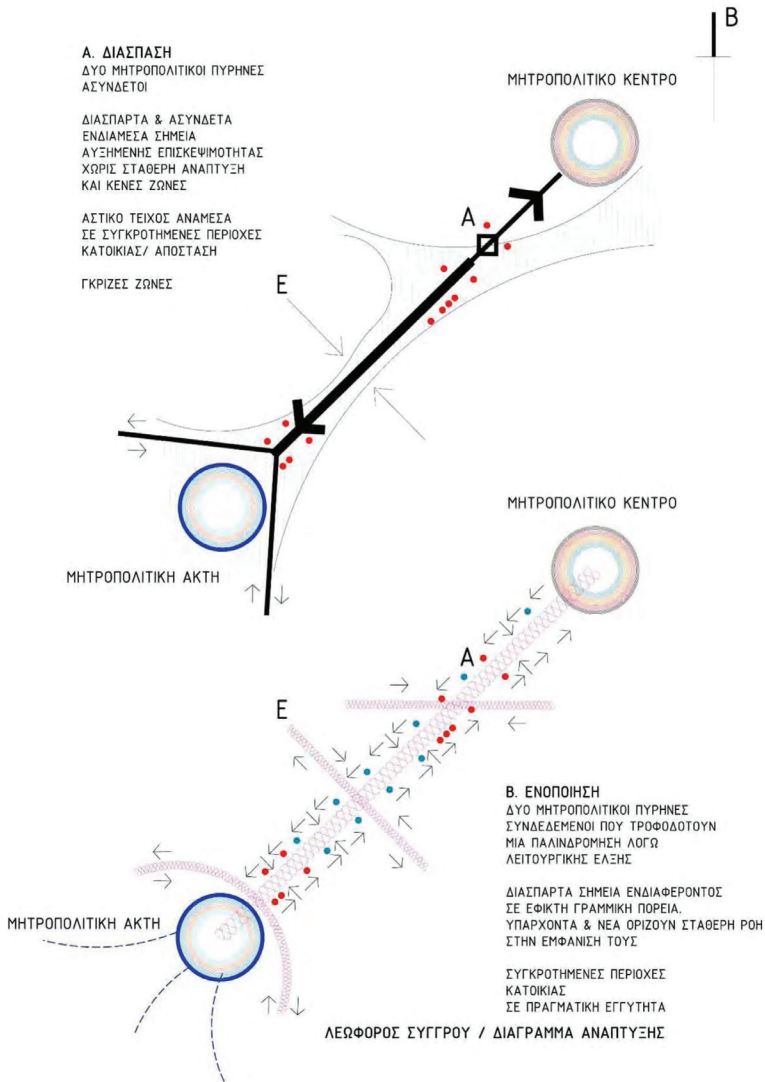 Α. ΔΙΑΣΠΑΣΗ
ΔΥΟ ΜΗΤΡΟΠΟΛΙΤΙΚΟΙ ΠΥΡΗΝΕΣ
ΑΣΥΝΔΕΤΟΙ
ΔΙΑΣΠΑΡΤΑ & ΑΣΥΝΔΕΤΑ
ΕΝΔΙΑΜΕΣΑ ΣΗΜΕΙΑ
ΑΥΞΗΜΕΝΗΣ ΕΠΙΣΚΕΨΙΜΟΤΗΤΑΣ
ΧΩΡΙΣ ΣΤΑΘΕΡΗ ΑΝΑΠΤΥΞΗ
ΚΑΙ ΚΕΝΕΣ ΖΩΝΕΣ
ΑΣΤΙΚΟ ΤΕΙΧΟΣ ΑΝΑΜΕΣΑ
ΣΕ ΣΥΓΚΡΟΤΗΜΕΝΕΣ ΠΕΡΙΟΧΕΣ
ΚΑΤΟΙΚΙΑΣ/ ΑΠΟΣΤΑΣΗ
ΓΚΡΙΖΕΣ ΖΩΝΕΣ
Β
ΜΗΤΡΟΠΟΛΙΤΙΚΟ ΚΕΝΤΡΟ
Α
Ε
ΜΗΤΡΟΠΟΛΙΤΙΚΗ ΑΚΤΗ
ΜΗΤΡΟΠΟΛΙΤΙΚΟ ΚΕΝΤΡΟ
Α
Ε
ΜΗΤΡΟΠΟΛΙΤΙΚΗ ΑΚΤΗ
Β. ΕΝΟΠΟΙΗΣΗ
ΔΥΟ ΜΗΤΡΟΠΟΛΙΤΙΚΟΙ ΠΥΡΗΝΕΣ
ΣΥΝΔΕΔΕΜΕΝΟΙ ΠΟΥ ΤΡΟΦΟΔΟΤΟΥΝ
ΜΙΑ ΠΑΛΙΝΔΡΟΜΗΣΗ ΛΟΓΩ
ΛΕΙΤΟΥΡΓΙΚΗΣ ΕΛΞΗΣ
ΔΙΑΣΠΑΡΤΑ ΣΗΜΕΙΑ ΕΝΔΙΑΦΕΡΟΝΤΟΣ
ΣΕ ΕΦΙΚΤΗ ΓΡΑΜΜΙΚΗ ΠΟΡΕΙΑ.
ΥΠΑΡΧΟΝΤΑ & ΝΕΑ ΟΡΙΖΟΥΝ ΣΤΑΘΕΡΗ ΡΟΗ
ΣΤΗΝ ΕΜΦΑΝΙΣΗ ΤΟΥΣ
ΣΥΓΚΡΟΤΗΜΕΝΕΣ ΠΕΡΙΟΧΕΣ
ΚΑΤΟΙΚΙΑΣ
ΣΕ ΠΡΑΓΜΑΤΙΚΗ ΕΓΓΥΤΗΤΑ
ΛΕΩΦΟΡΟΣ ΣΥΓΓΡΟΥ / ΔΙΑΓΡΑΜΜΑ ΑΝΑΠΤΥΞΗΣ